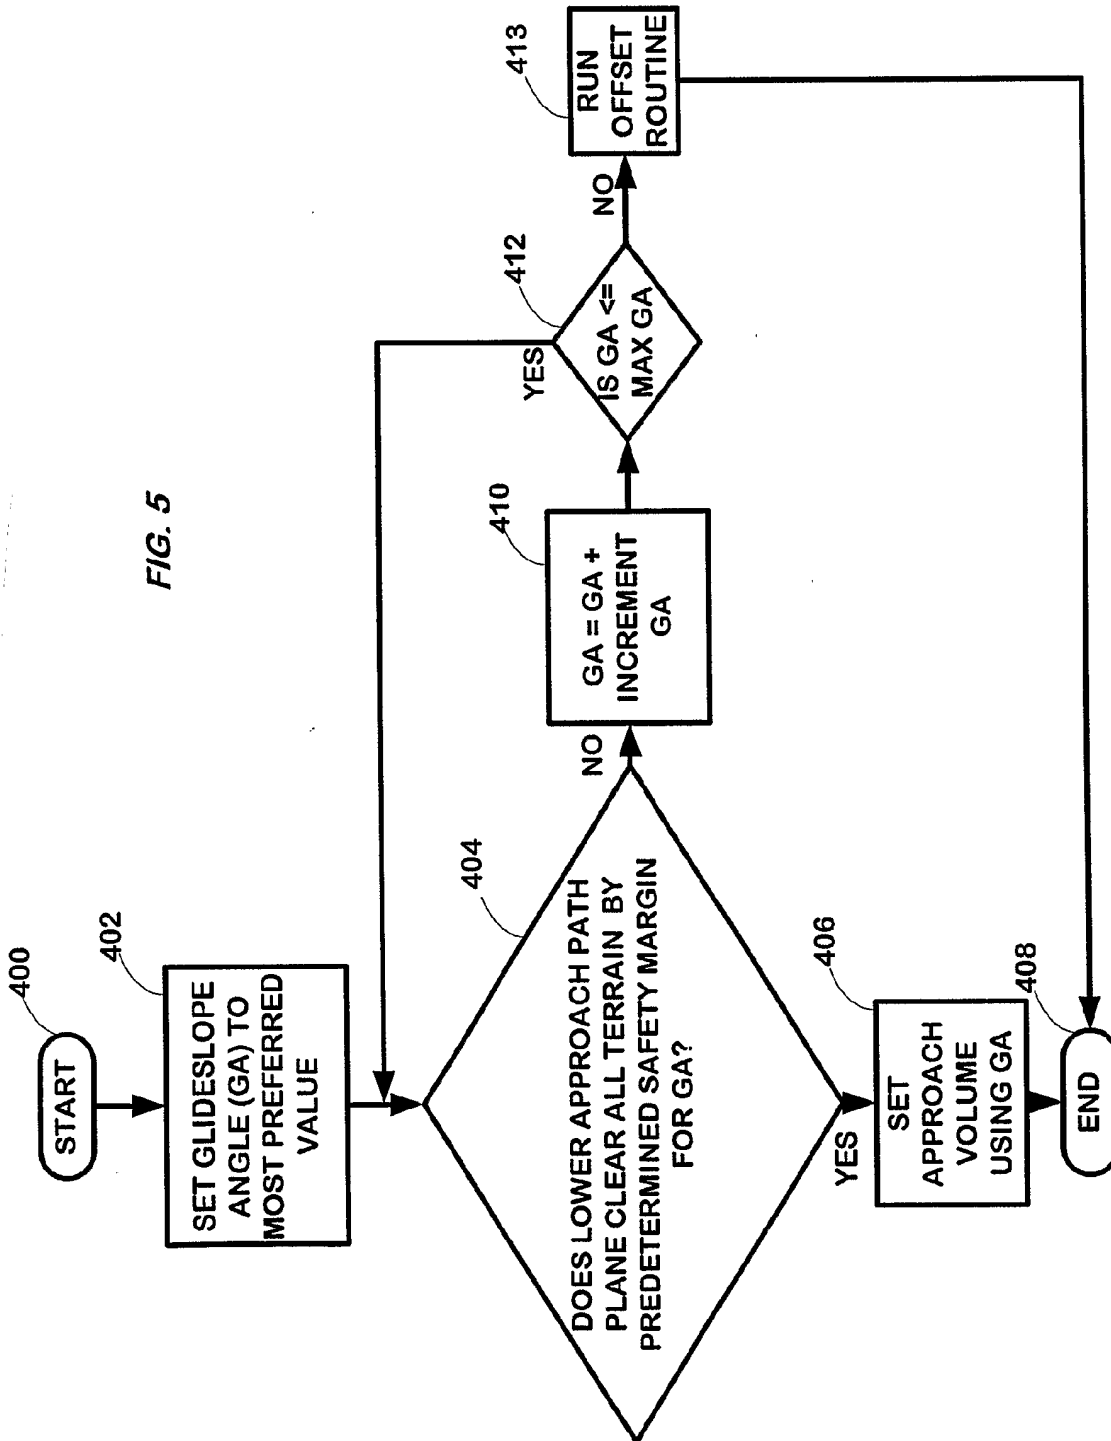 FIG. 5
400
START
402
SET GLIDESLOPE
ANGLE (GA) TO
MOST PREFERRED
VALUE
404
DOES LOWER APPROACH PATH
PLANE CLEAR ALL TERRAIN BY
PREDETERMINED SAFETY MARGIN
FOR GA?
NO
YES
406
SET
APPROACH
VOLUME
USING GA
408
END
410
GA = GA +
INCREMENT
GA
412
IS GA <=
MAX GA
YES
NO
413
RUN
OFFSET
ROUTINE